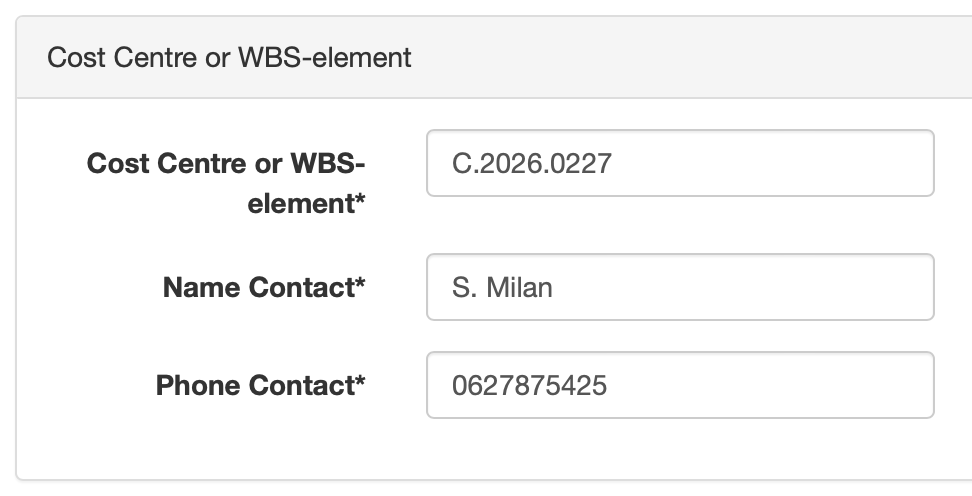 Cost Centre or WBS-element
Cost Centre or WBS-
element*
C.2026.0227
Name Contact*
S. Milan
Phone Contact*
0627875425